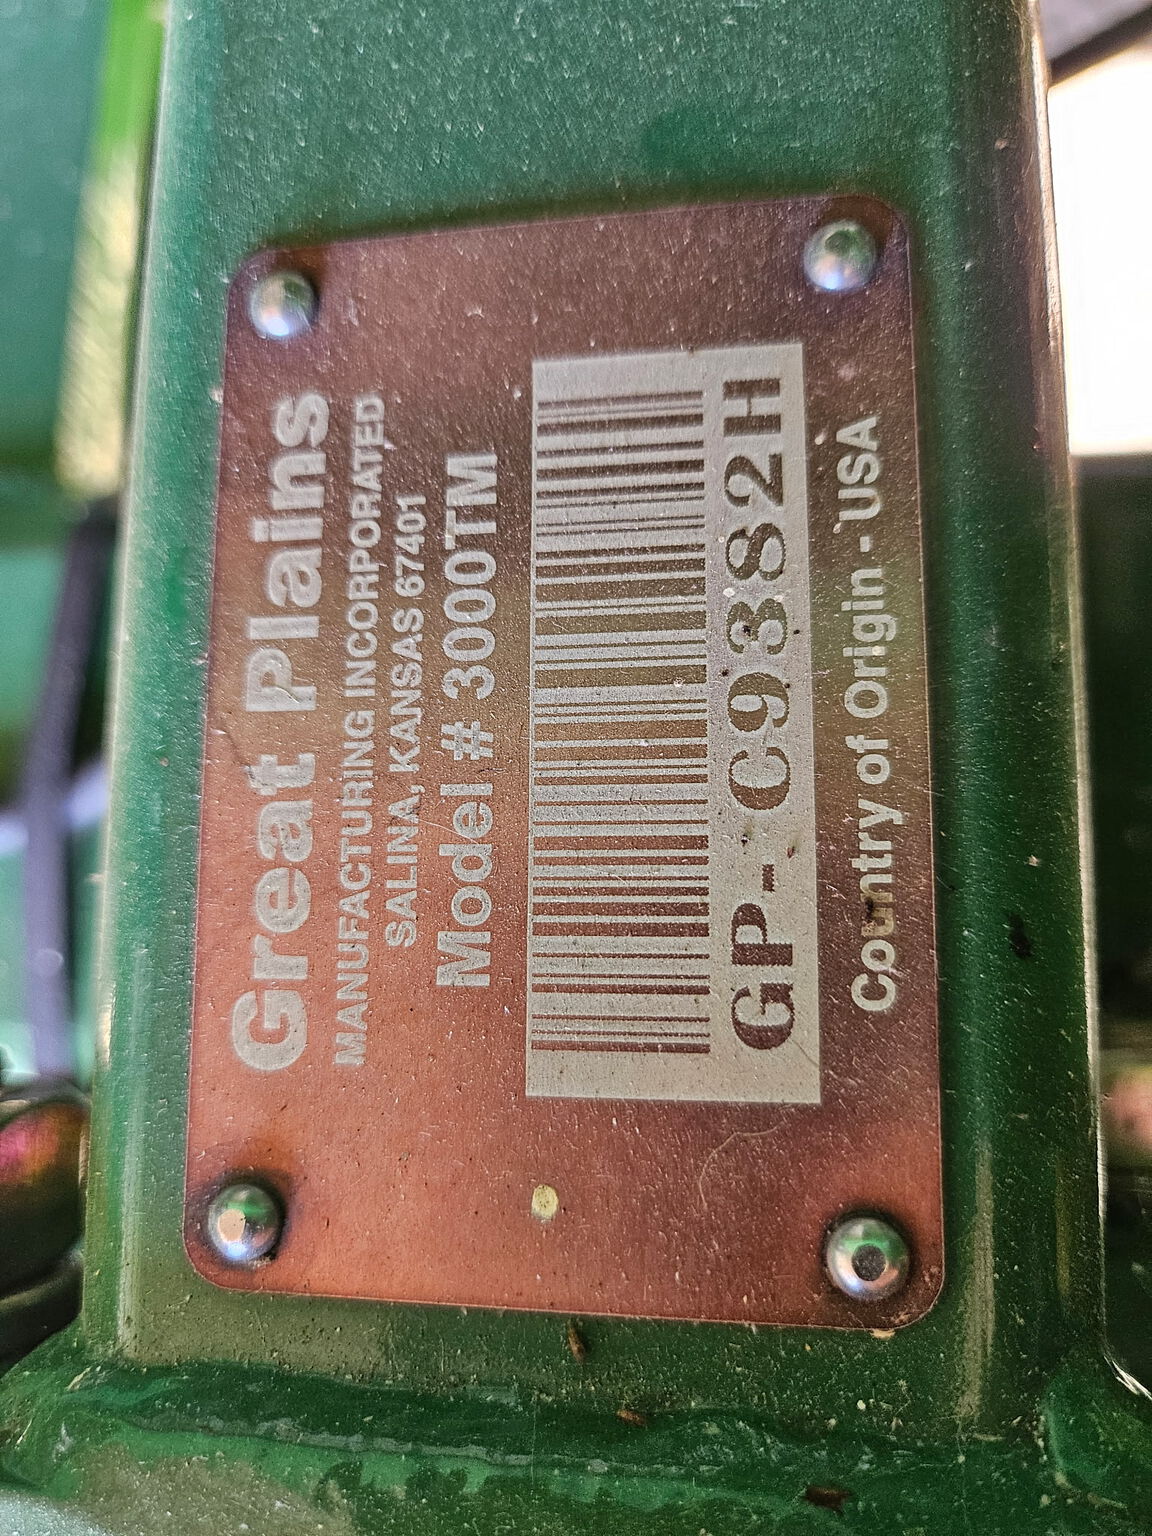 Great Plains
MANUFACTURING INCORPORATED
SALINA, KANSAS 67401
Model # 3000TM
GP-C9382H
Country of Origin - USA